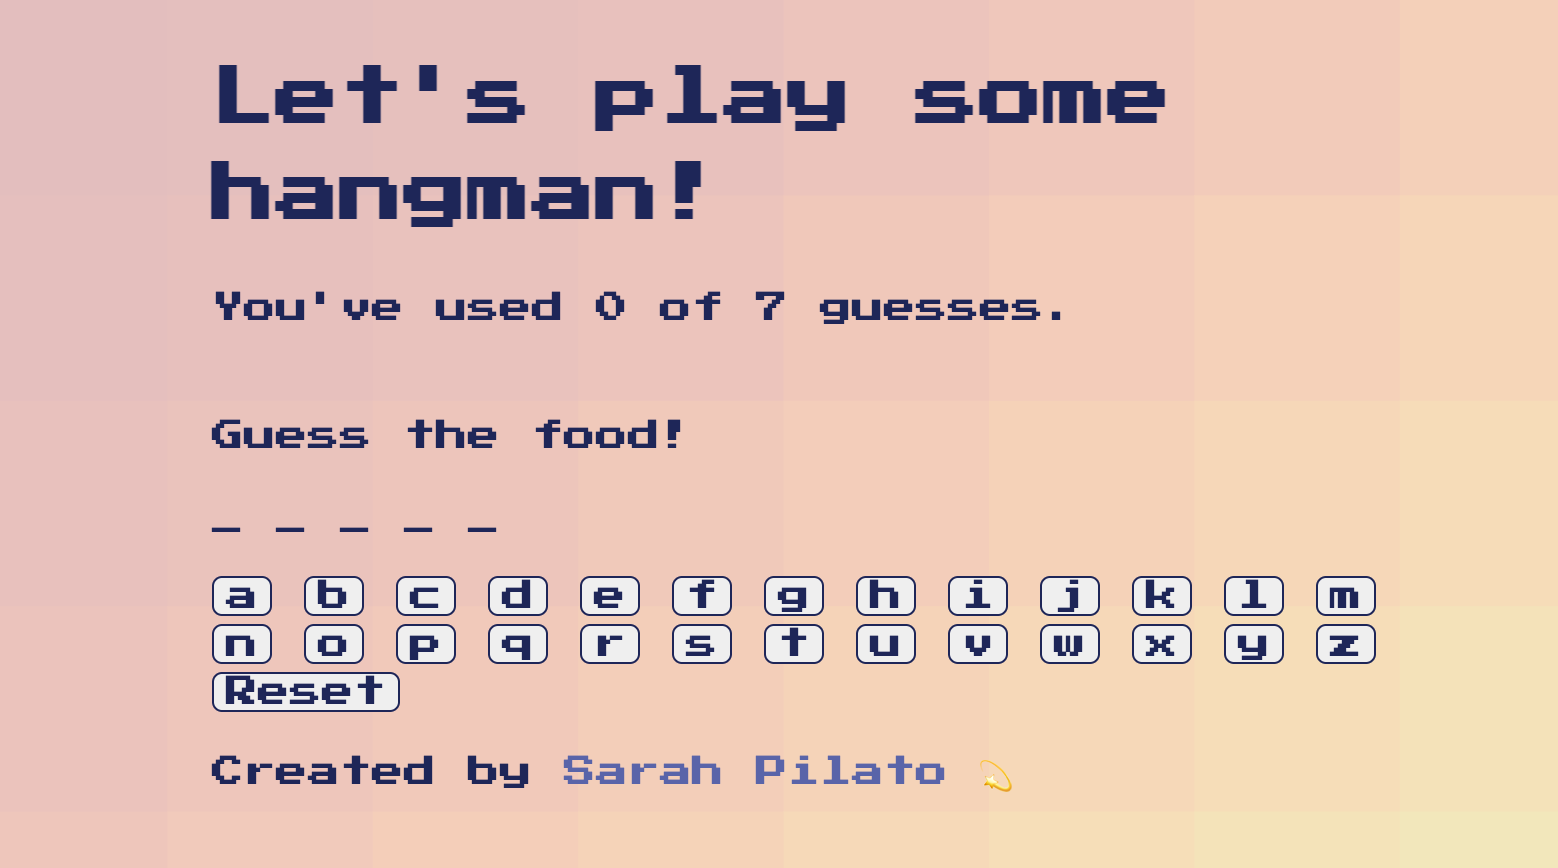 Let's play some
hangman!
You've used 0 of 7 guesses.
Guess the food!
_ _ _ _ _
a b c d e f g h i j k l m
n o p q r s t u v w x y z
Reset
Created by Sarah Pilato 💫